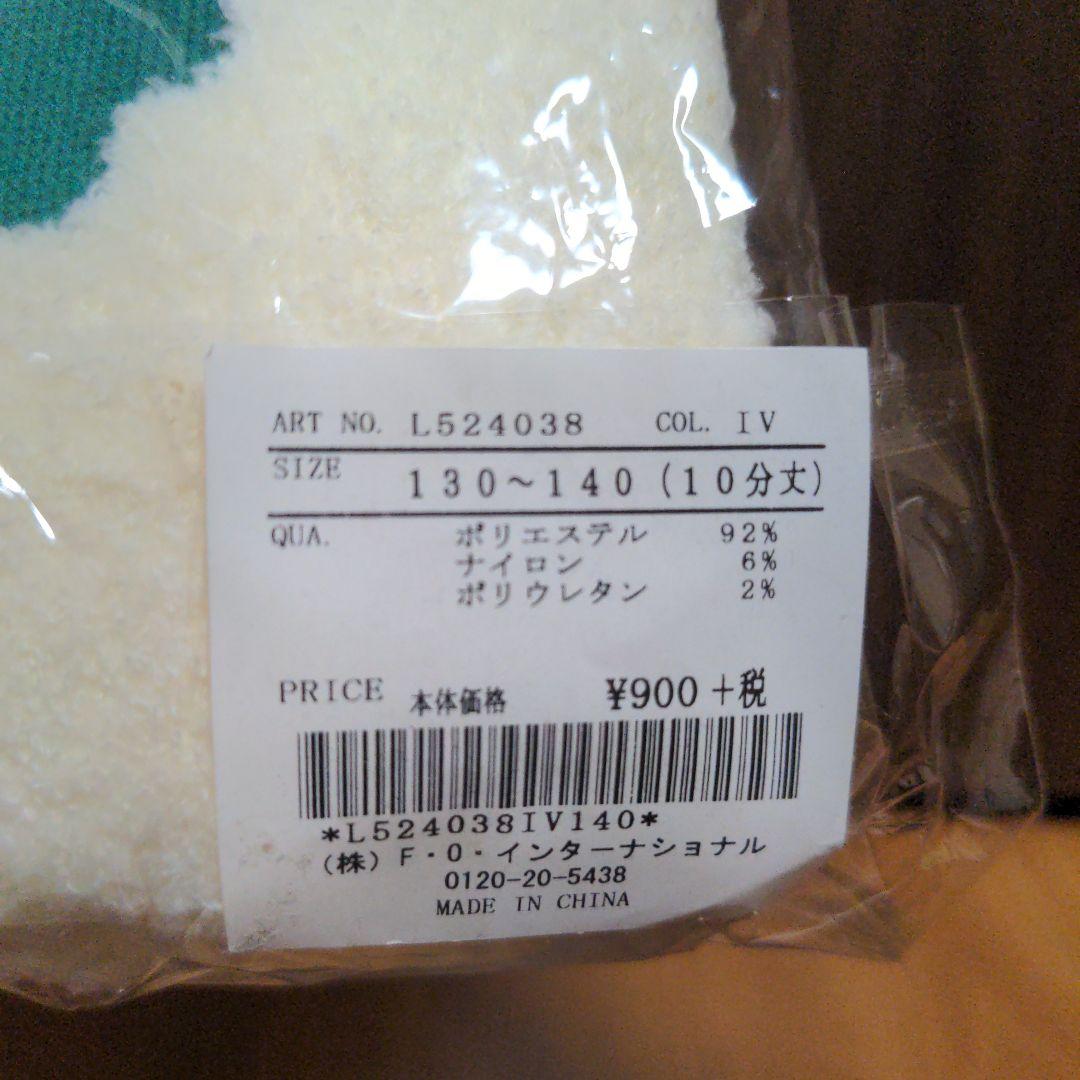 ART NO. L524038 COL. IV
SIZE 130～140 (10分丈)
QUA. ポリエステル 92%
ナイロン 6%
ポリウレタン 2%
PRICE 本体価格 ¥900 +税
*L524038IV140*
(株) F・O・インターナショナル
0120-20-5438
MADE IN CHINA